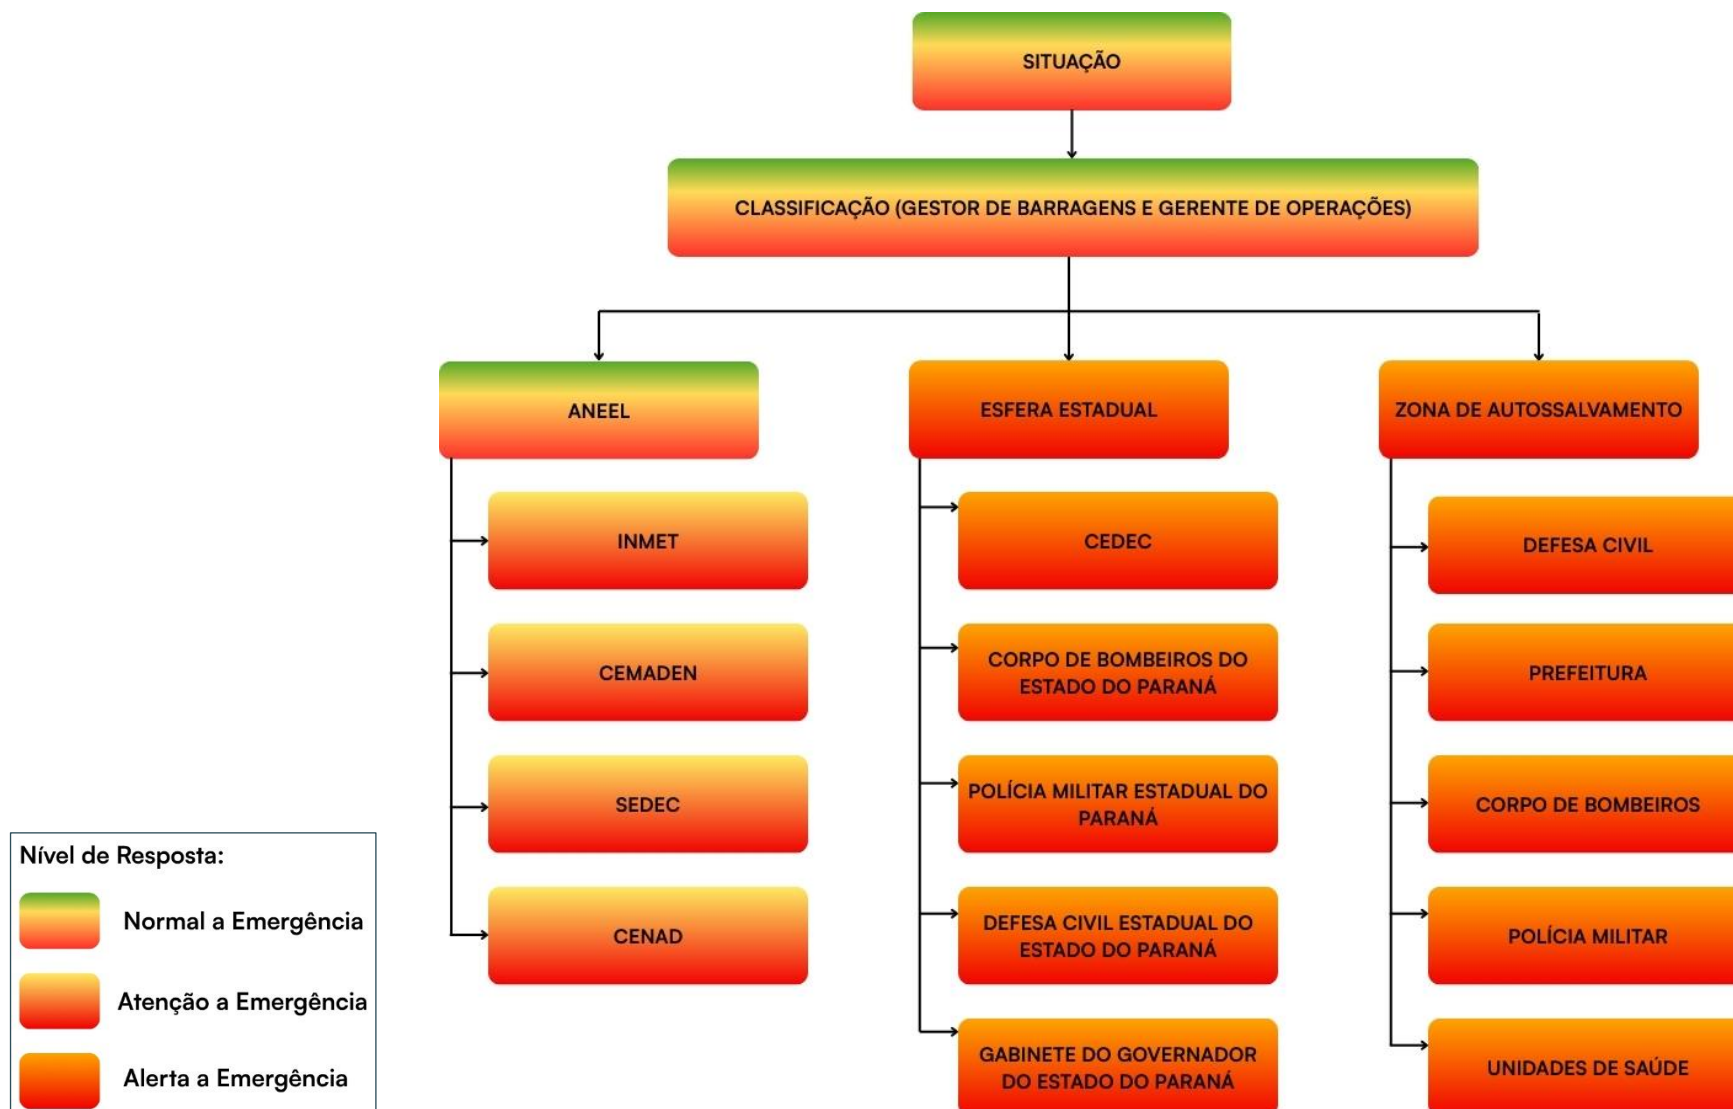 SITUAÇÃO
CLASSIFICAÇÃO (GESTOR DE BARRAGENS E GERENTE DE OPERAÇÕES)
ANEEL
INMET
CEMADEN
SEDEC
CENAD
ESFERA ESTADUAL
CEDEC
CORPO DE BOMBEIROS DO
ESTADO DO PARANÁ
POLÍCIA MILITAR ESTADUAL DO
PARANÁ
DEFESA CIVIL ESTADUAL DO
ESTADO DO PARANÁ
GABINETE DO GOVERNADOR
DO ESTADO DO PARANÁ
ZONA DE AUTOSSALVAMENTO
DEFESA CIVIL
PREFEITURA
CORPO DE BOMBEIROS
POLÍCIA MILITAR
UNIDADES DE SAÚDE
Nível de Resposta:
Normal a Emergência
Atenção a Emergência
Alerta a Emergência